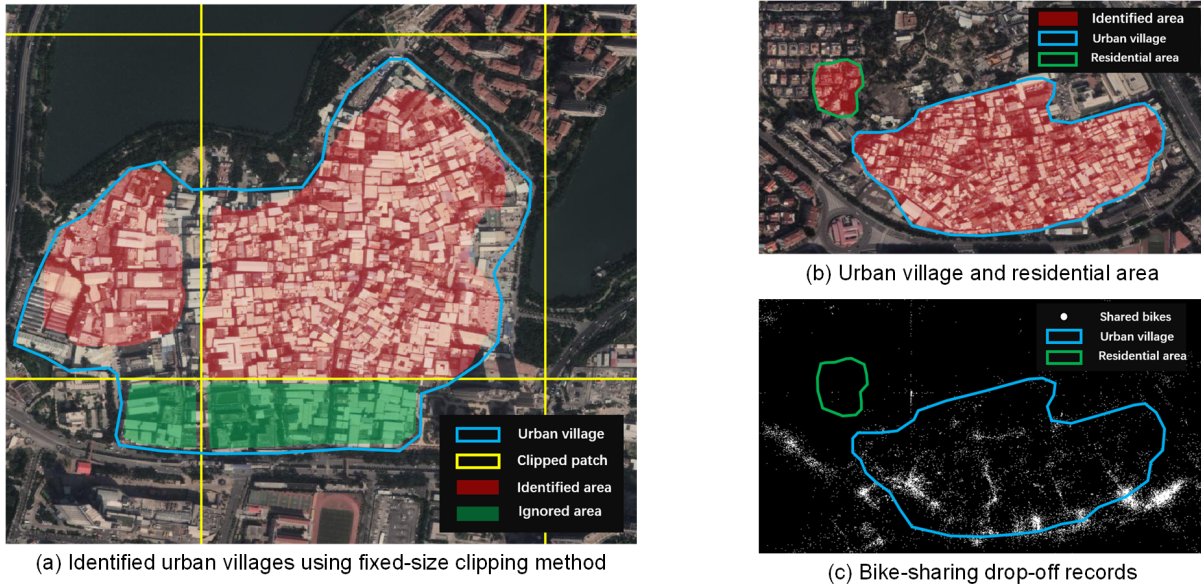 Urban village
Clipped patch
Identified area
Ignored area
(a) Identified urban villages using fixed-size clipping method
Identified area
Urban village
Residential area
(b) Urban village and residential area
Shared bikes
Urban village
Residential area
(c) Bike-sharing drop-off records